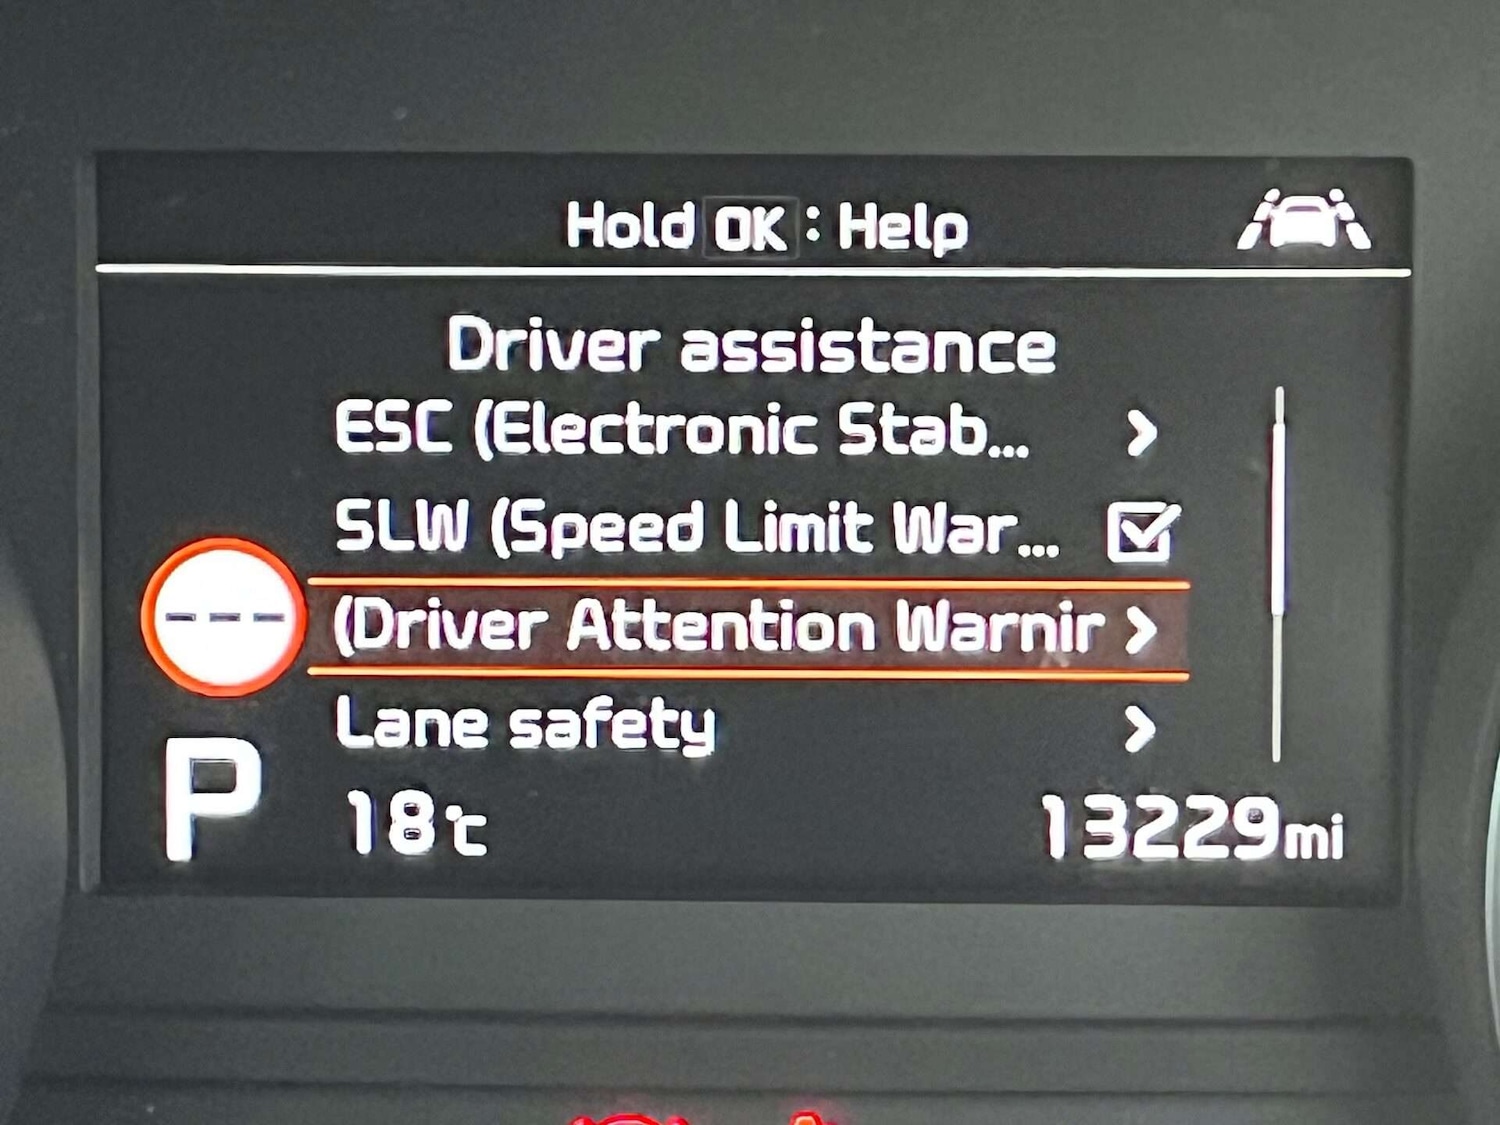 Hold OK : Help
Driver assistance
ESC (Electronic Stab...
SLW (Speed Limit War...
(Driver Attention Warnir
Lane safety
---
P
18℃
13229mi